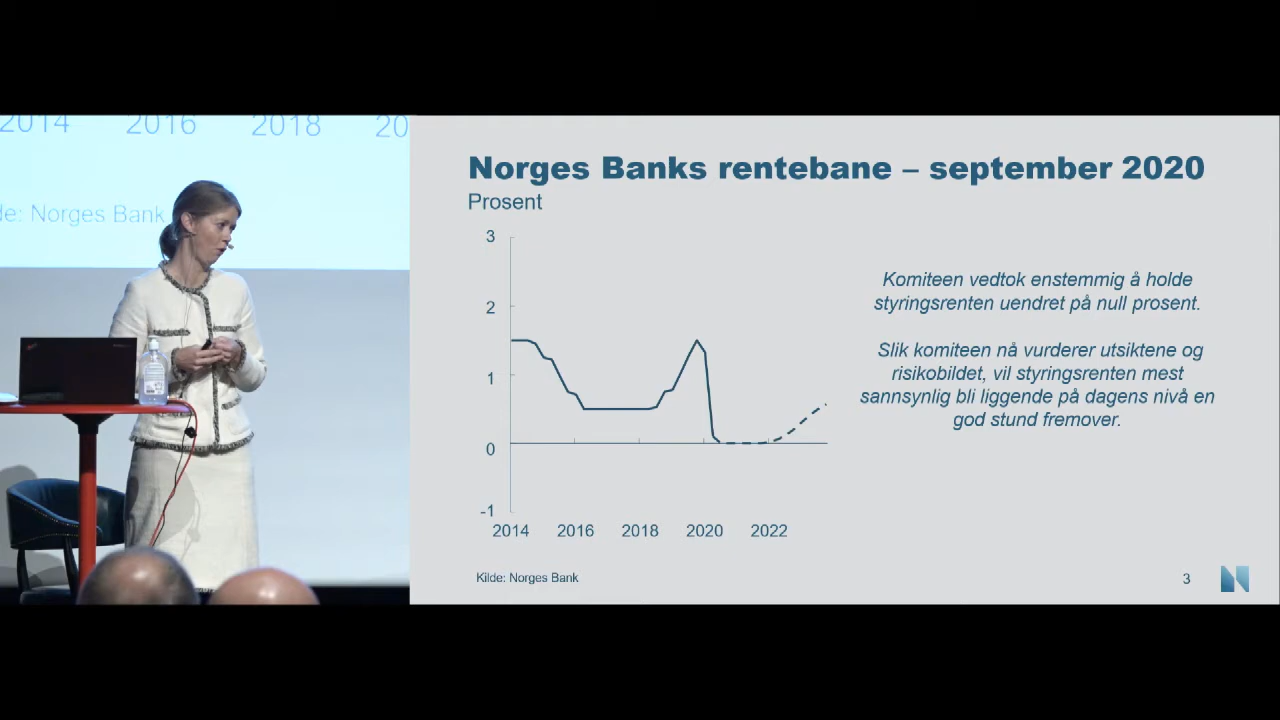 2014 2016 2018 20
de: Norges Bank
Norges Banks rentebane – september 2020
Prosent
3
2
1
0
-1
2014 2016 2018 2020 2022
Komiteen vedtok enstemmig å holde
styringsrenten uendret på null prosent.
Slik komiteen nå vurderer utsiktene og
risikobildet, vil styringsrenten mest
sannsynlig bli liggende på dagens nivå en
god stund fremover.
Kilde: Norges Bank
3